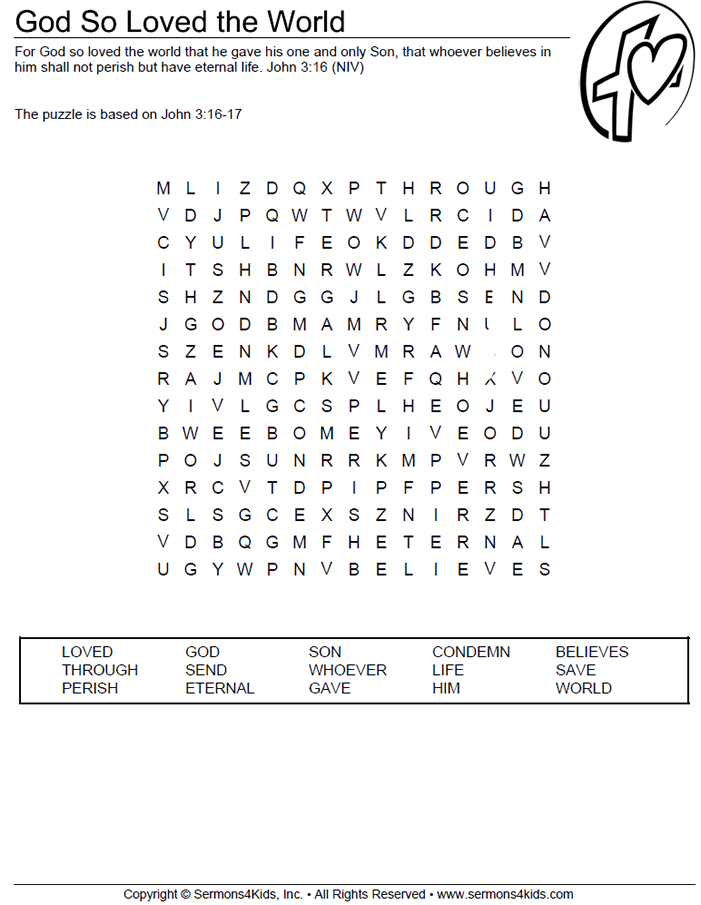 God So Loved the World
For God so loved the world that he gave his one and only Son, that whoever believes in
him shall not perish but have eternal life. John 3:16 (NIV)
The puzzle is based on John 3:16-17
M L I Z D Q X P T H R O U G H
V D J P Q W T W V L R C I D A
C Y U L I F E O K D D E D B V
I T S H B N R W L Z K O H M V
S H Z N D G G J L G B S E N D
J G O D B M A M R Y F N L O
S Z E N K D L V M R A W O N
R A J M C P K V E F Q H V O
Y I V L G C S P L H E O J E U
B W E E B O M E Y I V E O D U
P O J S U N R R K M P V R W Z
X R C V T D P I P F P E R S H
S L S G C E X S Z N I R Z D T
V D B Q G M F H E T E R N A L
U G Y W P N V B E L I E V E S
LOVED GOD SON CONDEMN BELIEVES
THROUGH SEND WHOEVER LIFE SAVE
PERISH ETERNAL GAVE HIM WORLD
Copyright © Sermons4Kids, Inc. • All Rights Reserved • www.sermons4kids.com